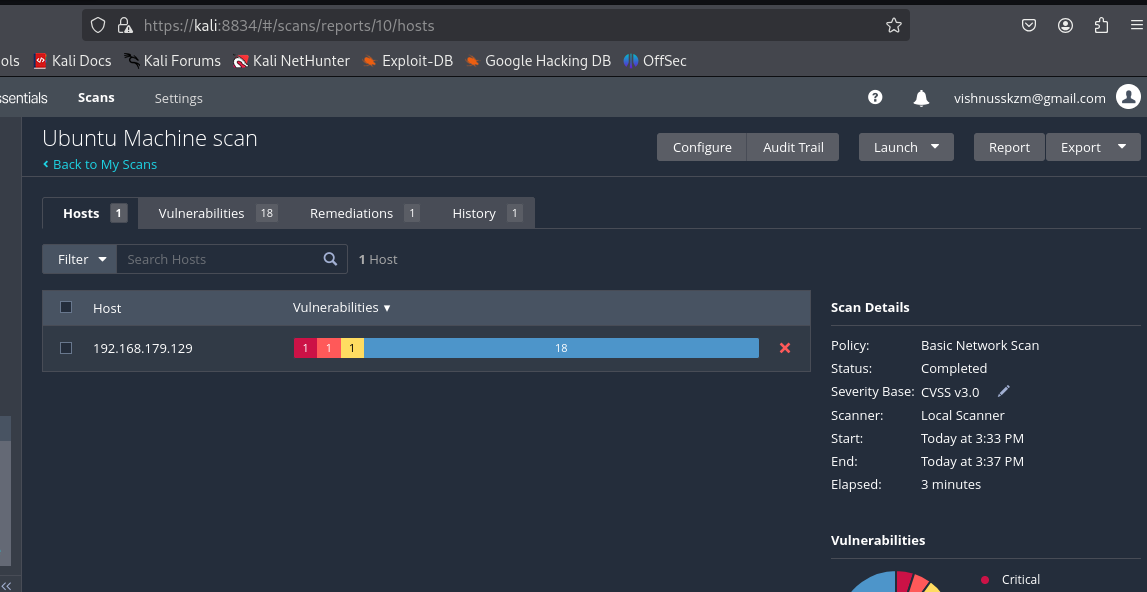 https://kali:8834/#/scans/reports/10/hosts
ols Kali Docs Kali Forums Kali NetHunter Exploit-DB Google Hacking DB OffSec
ssentials Scans Settings vishnusskzm@gmail.com
Ubuntu Machine scan
Back to My Scans
Configure Audit Trail Launch Report Export
Hosts 1 Vulnerabilities 18 Remediations 1 History 1
Filter Search Hosts 1 Host
Host Vulnerabilities
192.168.179.129 1 1 1 18
Scan Details
Policy: Basic Network Scan
Status: Completed
Severity Base: CVSS v3.0
Scanner: Local Scanner
Start: Today at 3:33 PM
End: Today at 3:37 PM
Elapsed: 3 minutes
Vulnerabilities
Critical